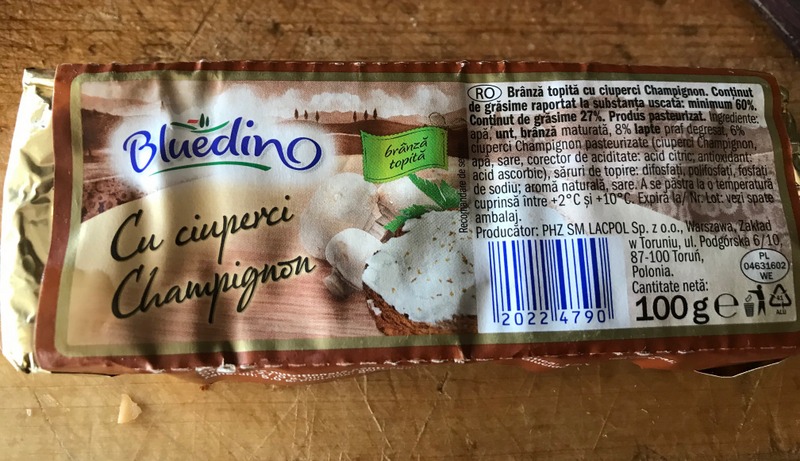 Bluedino
brânză
topită
Cu ciuperci
Champignon
RO Brânză topită cu ciuperci Champignon. Conținut
de grăsime raportat la substanța uscată: minimum 60%.
Conținut de grăsime 27%. Produs pasteurizat. Ingrediente:
apă, unt, brânză maturată, 8% lapte praf degresat, 6%
ciuperci Champignon pasteurizate (ciuperci Champignon,
apă, sare, corector de aciditate: acid citric; antioxidant:
acid ascorbic), săruri de topire: difosfați, polifosfați, fosfați
de sodiu; aromă naturală, sare. A se păstra la o temperatură
cuprinsă între +2°C și +10°C. Expiră la/ Nr. Lot: vezi spate
ambalaj.
Producător: PHZ SM LACPOL Sp. z o.o., Warszawa, Zakład
w Toruniu, ul. Podgórska 6/10,
87-100 Toruń,
Polonia.
Cantitate netă:
100 g e
2022 4790
PL
04631602
WE
41
ALU
Recomandare de